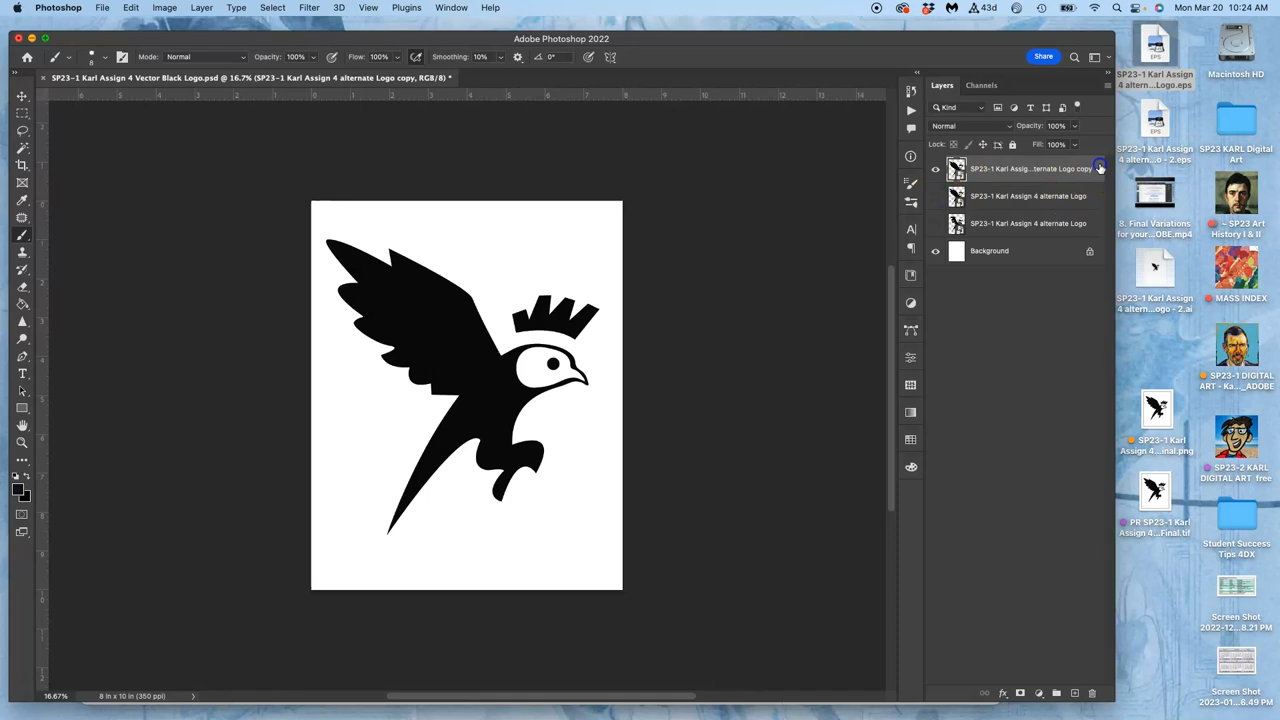 Photoshop File Edit Image Layer Type Select Filter 3D View Plugins Window Help
43d Mon Mar 20 10:24 AM
Adobe Photoshop 2022
Mode: Normal Opacity: 100% Flow: 100% Smoothing: 10% 0° Share
SP23-1 Karl Assign 4 Vector Black Logo.psd @ 16.7% (SP23-1 Karl Assign 4 alternate Logo copy, RGB/8) *
Layers Channels
Kind
Normal Opacity: 100%
Lock: Fill: 100%
SP23-1 Karl Assig...ternate Logo copy
SP23-1 Karl Assign 4 alternate Logo
SP23-1 Karl Assign 4 alternate Logo
Background
16.67% 8 in x 10 in (350 ppi)
EPS
SP23-1 Karl Assign
4 altern...Logo.eps
EPS
SP23-1 Karl Assign
4 altern...o - 2.eps
8. Final Variations
for your...OBE.mp4
SP23-1 Karl Assign
4 altern...ogo - 2.ai
SP23-1 Karl
Assign 4...inal.png
PR SP23-1 Karl
Assign 4...Final.tif
Macintosh HD
SP23 KARL Digital
Art
~ SP23 Art
History I & II
MASS INDEX
SP23-1 DIGITAL
ART - Ka..._ADOBE
SP23-2 KARL
DIGITAL ART free
Student Success
Tips 4DX
Screen Shot
2022-12...8.21 PM
Screen Shot
2023-01...6.49 PM